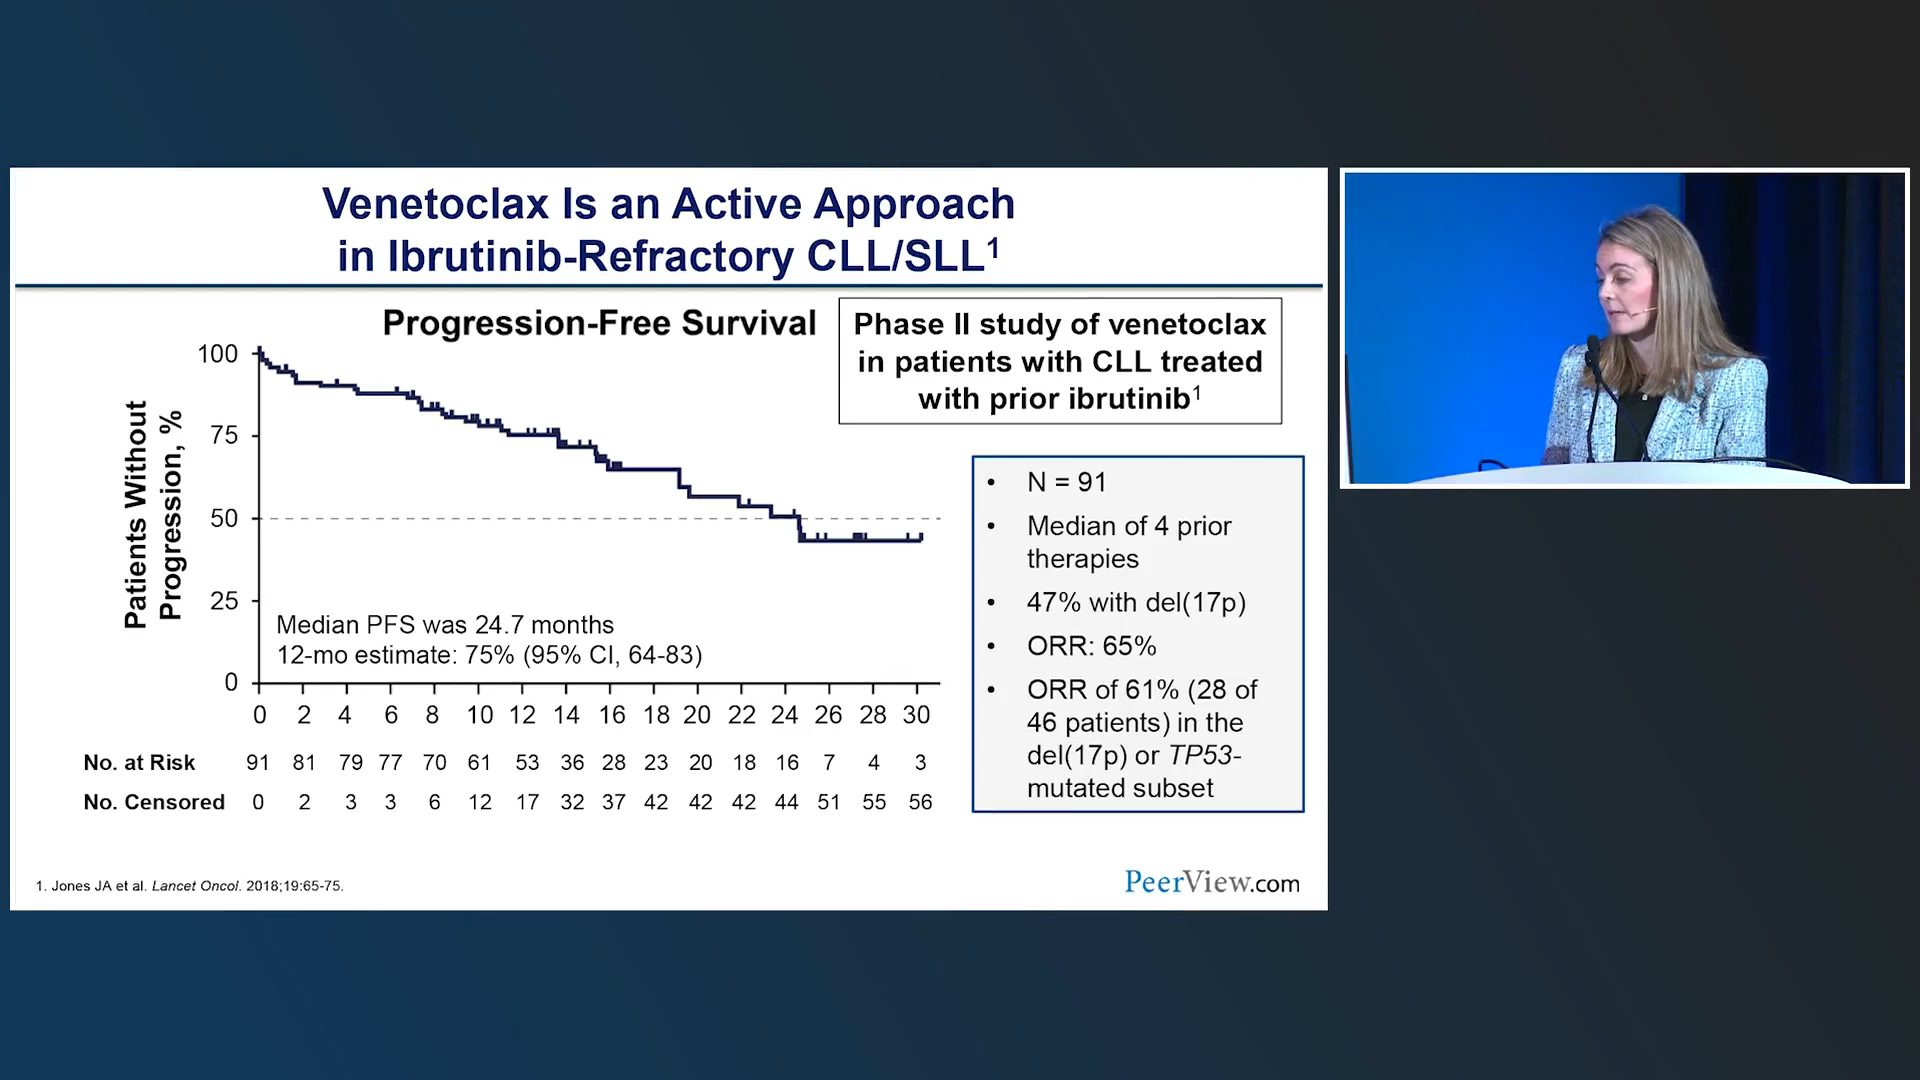 Venetoclax Is an Active Approach
in Ibrutinib-Refractory CLL/SLL1
Progression-Free Survival
Phase II study of venetoclax
in patients with CLL treated
with prior ibrutinib1
Patients Without
Progression, %
100
75
50
25
0
Median PFS was 24.7 months
12-mo estimate: 75% (95% CI, 64-83)
0 2 4 6 8 10 12 14 16 18 20 22 24 26 28 30
No. at Risk 91 81 79 77 70 61 53 36 28 23 20 18 16 7 4 3
No. Censored 0 2 3 3 6 12 17 32 37 42 42 42 44 51 55 56
• N = 91
• Median of 4 prior
therapies
• 47% with del(17p)
• ORR: 65%
• ORR of 61% (28 of
46 patients) in the
del(17p) or TP53-
mutated subset
1. Jones JA et al. Lancet Oncol. 2018;19:65-75.
PeerView.com